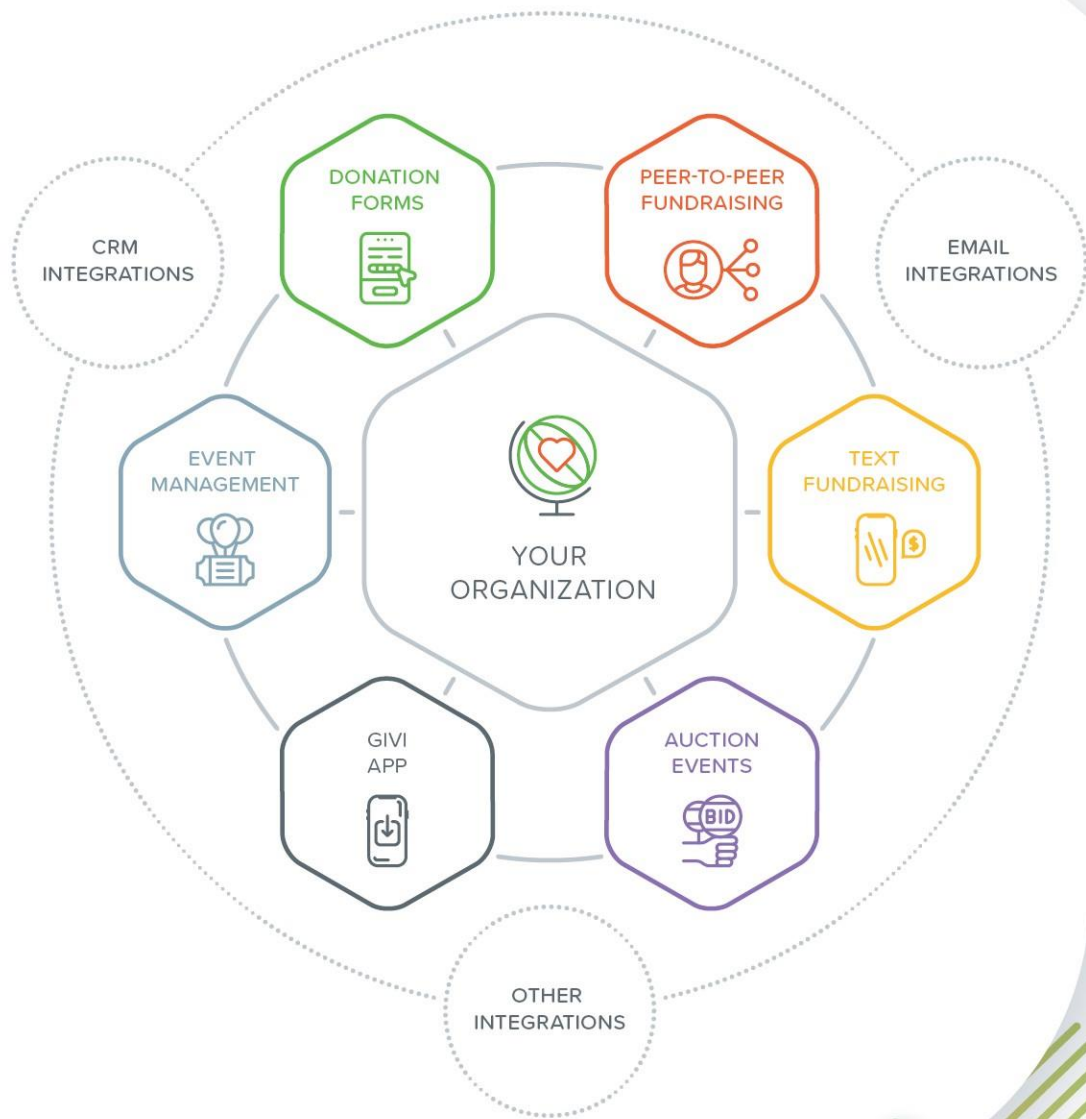 DONATION
FORMS
PEER-TO-PEER
FUNDRAISING
CRM
INTEGRATIONS
EMAIL
INTEGRATIONS
EVENT
MANAGEMENT
YOUR
ORGANIZATION
TEXT
FUNDRAISING
$
GIVI
APP
AUCTION
EVENTS
BID
OTHER
INTEGRATIONS